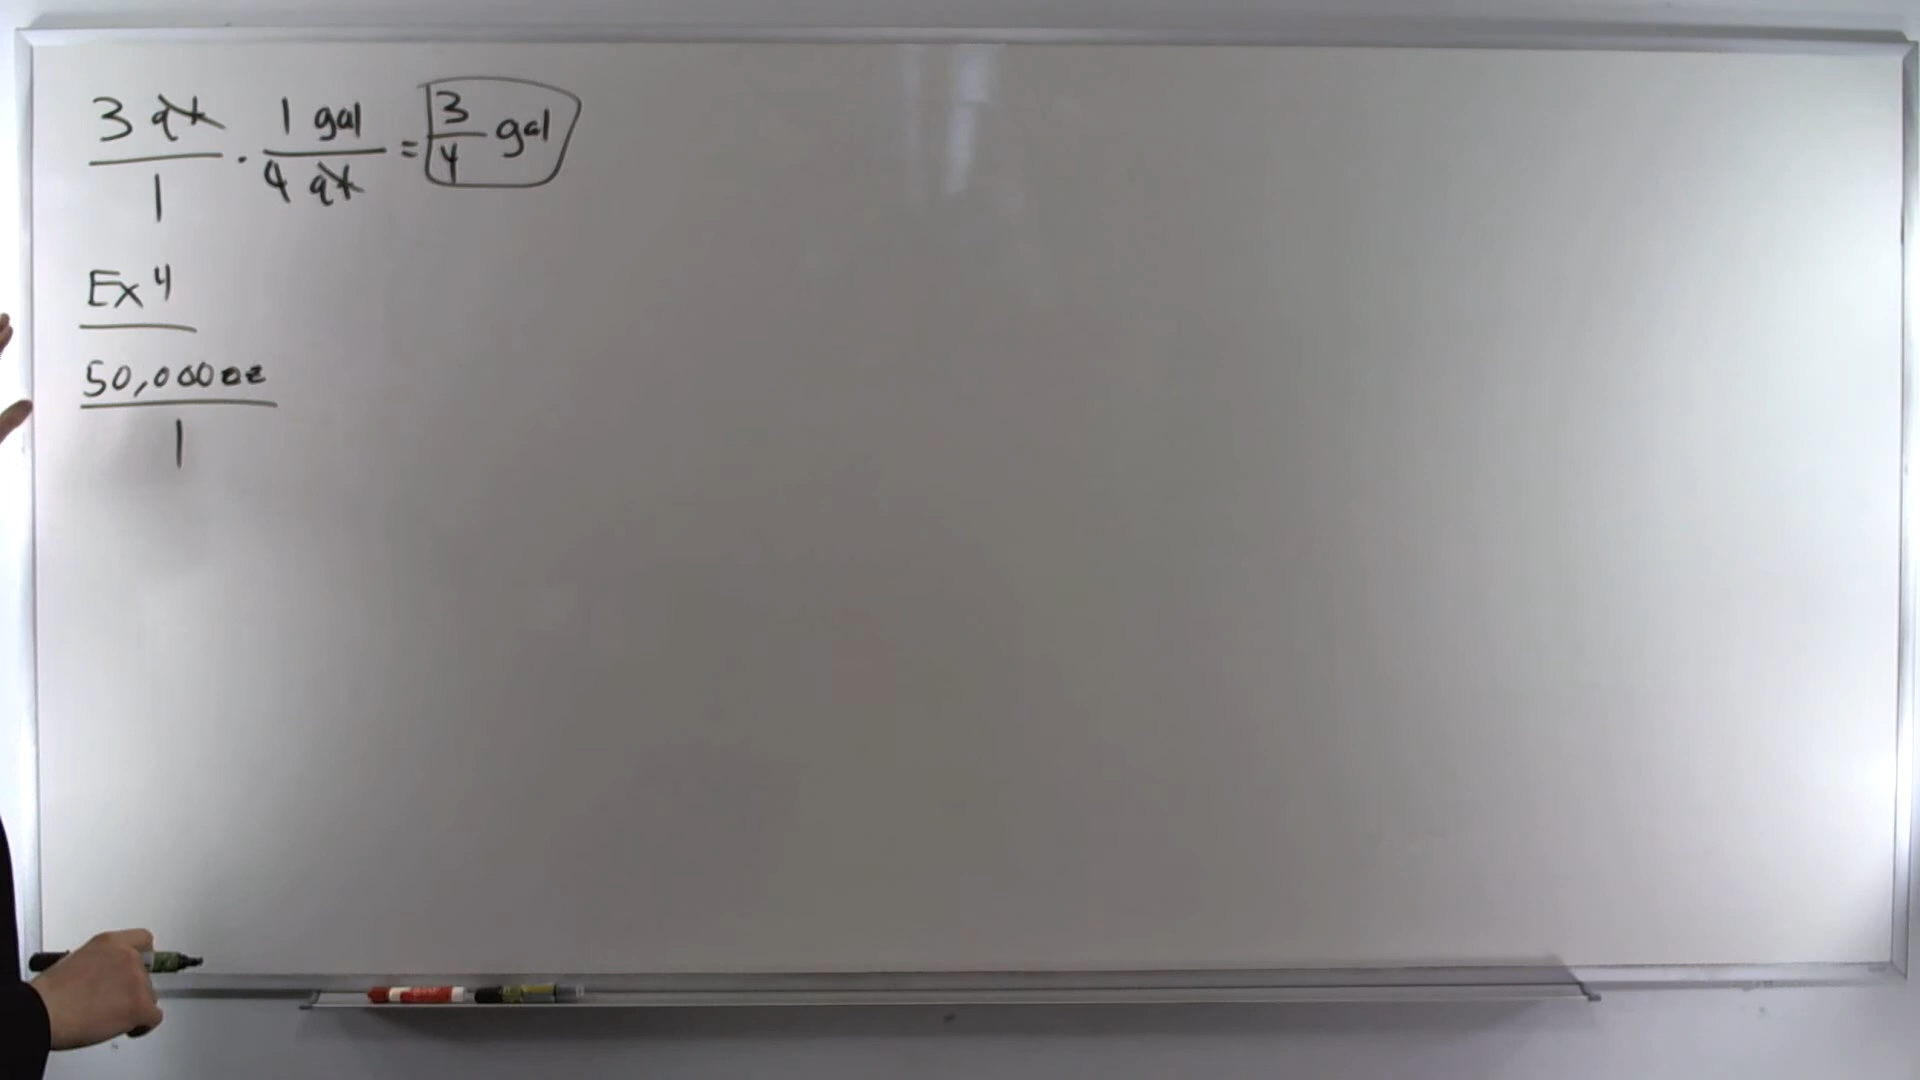 3 qt / 1 · 1 gal / 4 qt = 3/4 gal
Ex 4
50,000 oz / 1